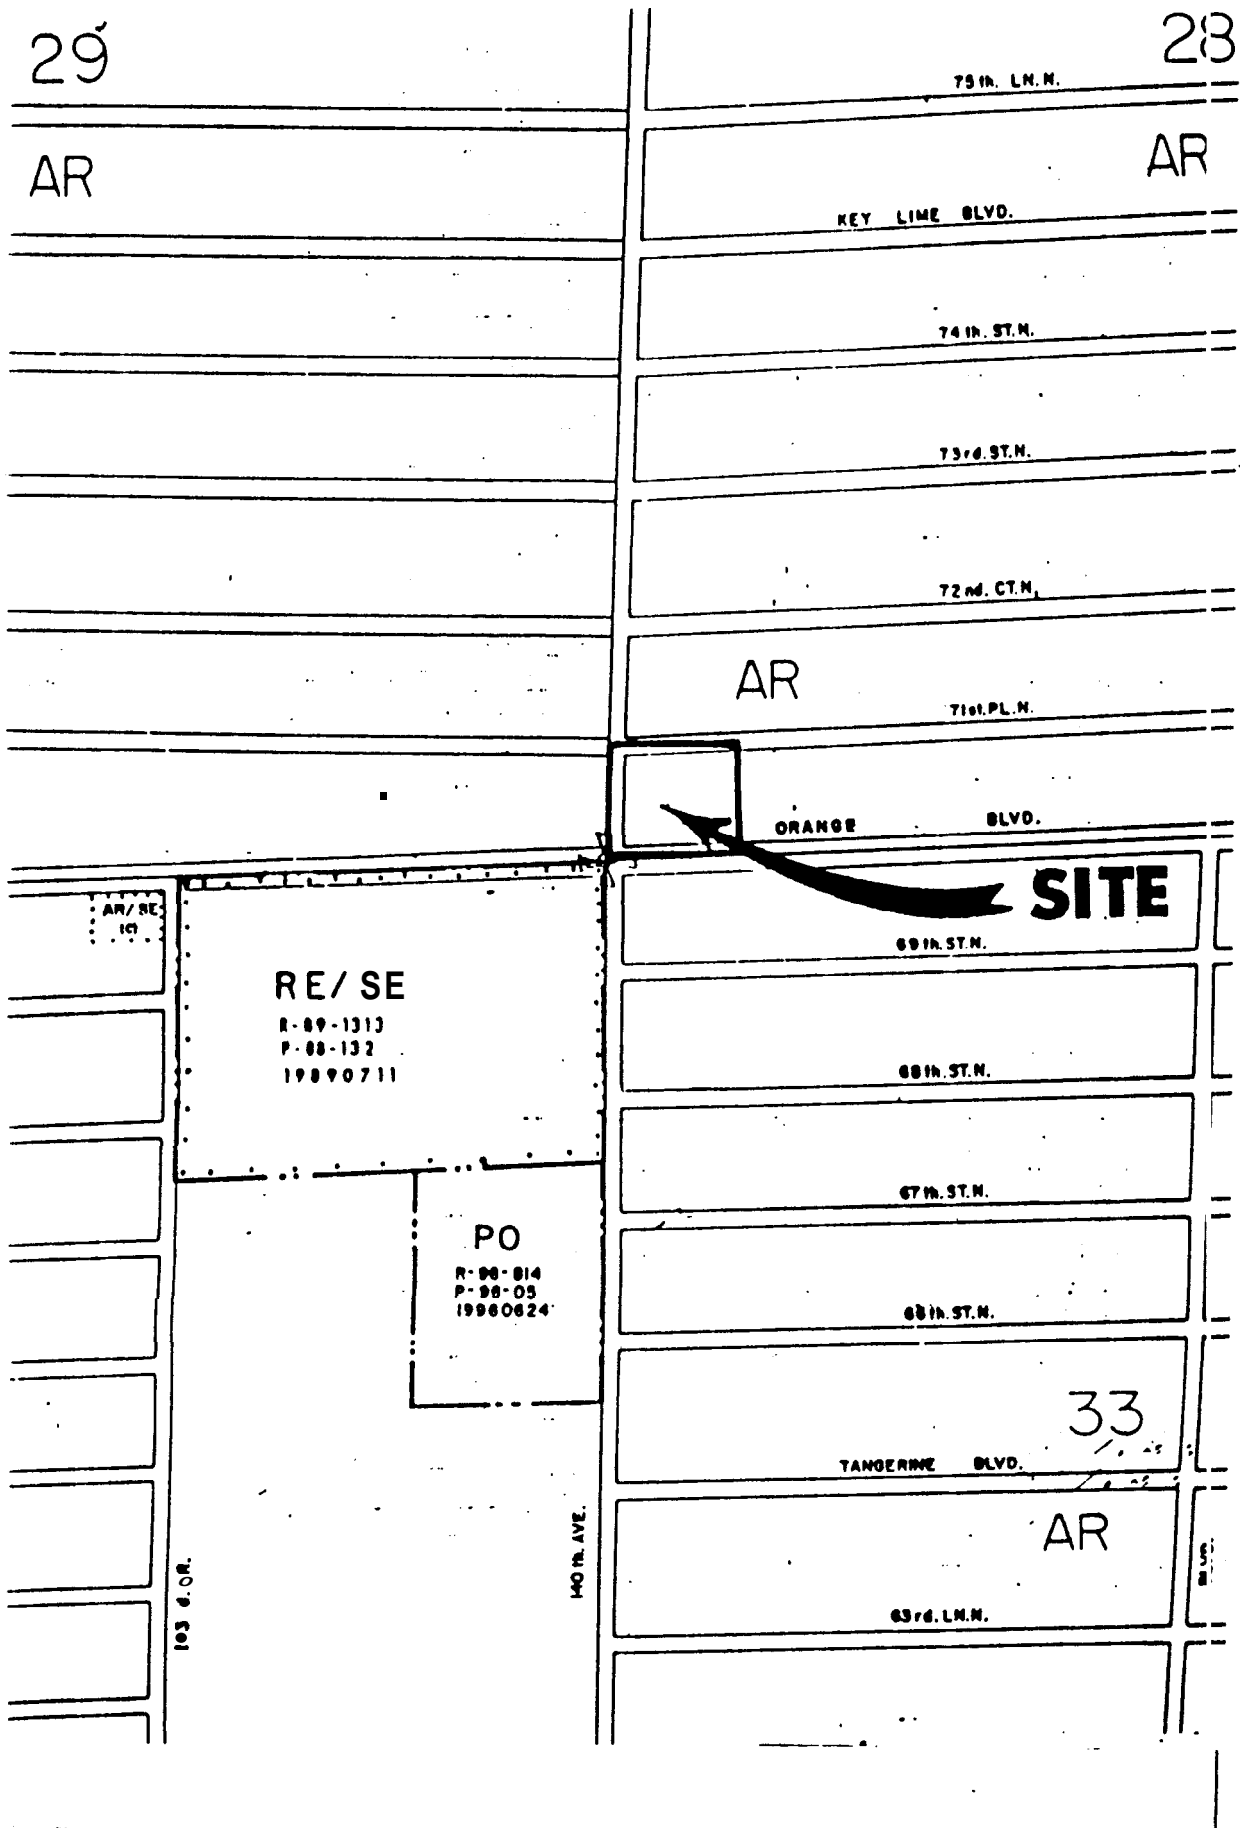 29
28
75th. LN. N.
AR
AR
KEY LIME BLVD.
74th. ST. N.
73rd. ST. N.
72nd. CT. N.
AR
71st. PL. N.
ORANGE BLVD.
SITE
AR/SE
69th. ST. N.
RE/SE
R-89-1313
P-88-132
19890711
68th. ST. N.
67th. ST. N.
PO
R-96-814
P-96-05
19960624
66th. ST. N.
33
TANGERINE BLVD.
AR
140th. AVE.
63rd. LN. N.